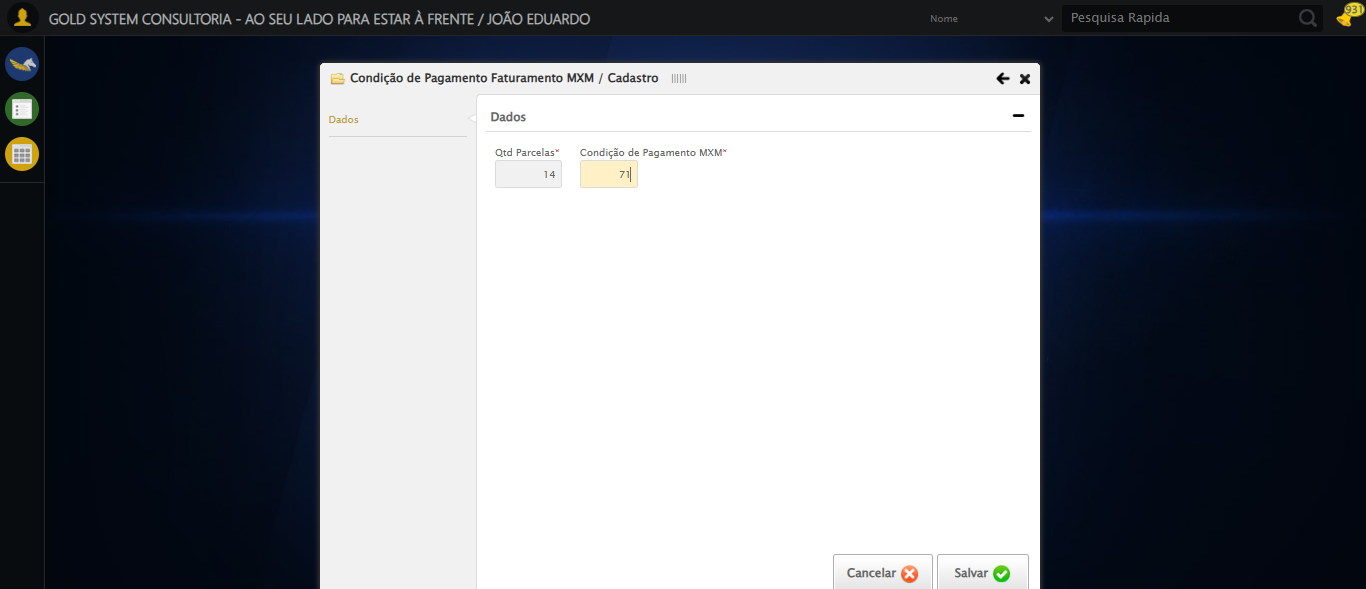 GOLD SYSTEM CONSULTORIA - AO SEU LADO PARA ESTAR À FRENTE / JOÃO EDUARDO
Nome
Pesquisa Rapida
931
Condição de Pagamento Faturamento MXM / Cadastro
Dados
Dados
Qtd Parcelas* Condição de Pagamento MXM*
14 71
Cancelar Salvar